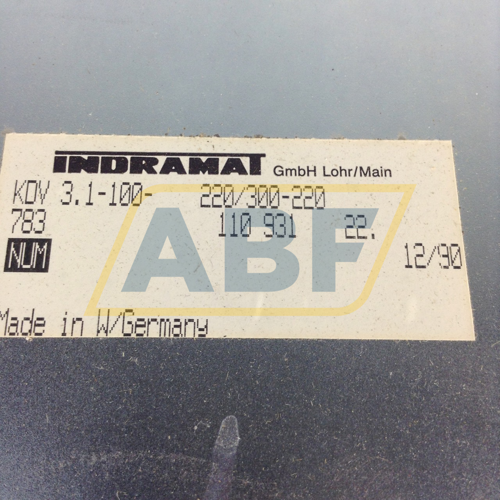 INDRAMAT GmbH Lohr/Main
KDV 3.1-100- 220/300-220
783 110 931 22.
NUM 12/90
ABF
Made in W/Germany